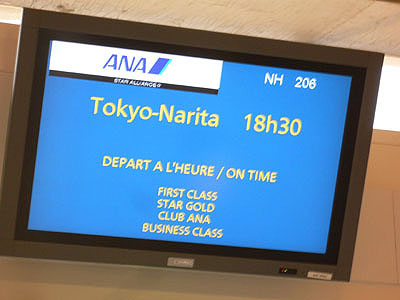 ANA
STAR ALLIANCE
NH 206
Tokyo-Narita 18h30
DEPART A L'HEURE / ON TIME
FIRST CLASS
STAR GOLD
CLUB ANA
BUSINESS CLASS